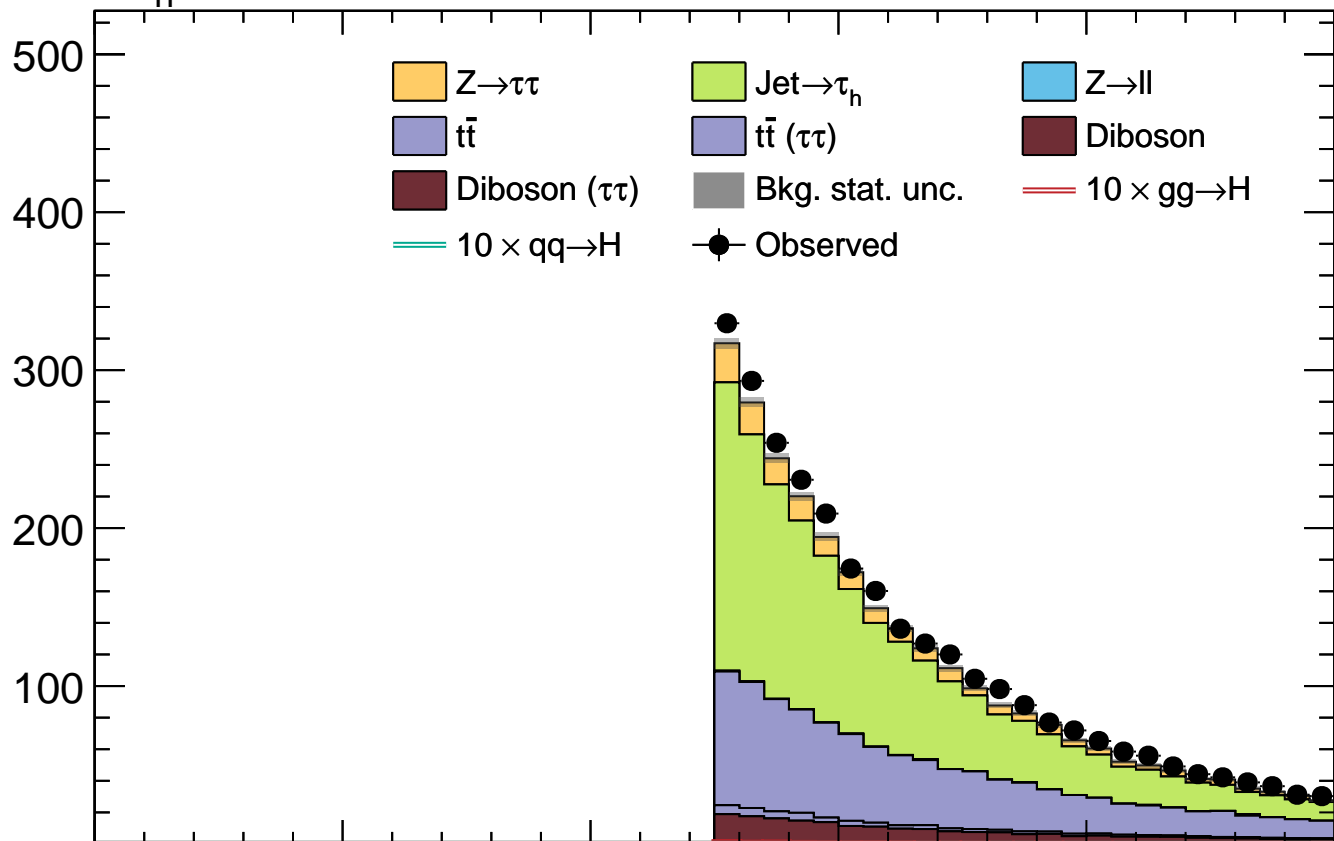 500
Z→ττ Jet→τh Z→ll
tt̄ tt̄ (ττ) Diboson
Diboson (ττ) Bkg. stat. unc. 10 × gg→H
400
10 × qq→H Observed
300
200
100